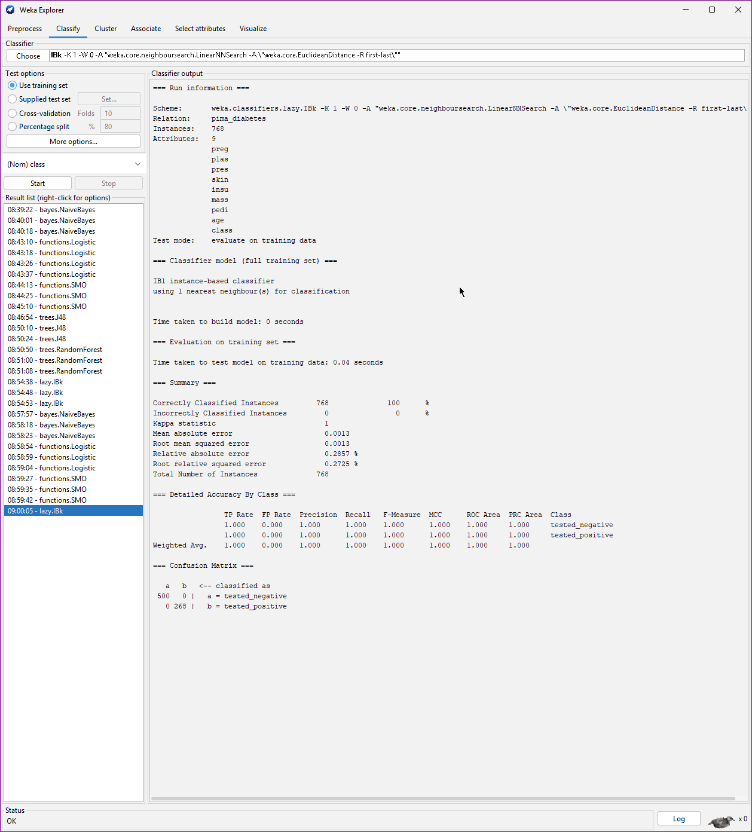 Weka Explorer
Preprocess Classify Cluster Associate Select attributes Visualize
Classifier
Choose IBk -K 1 -W 0 -A "weka.core.neighboursearch.LinearNNSearch -A \"weka.core.EuclideanDistance -R first-last\""
Test options
Use training set
Supplied test set Set...
Cross-validation Folds 10
Percentage split % 80
More options...
(Nom) class
Start Stop
Result list (right-click for options)
08:39:22 - bayes.NaiveBayes
08:40:01 - bayes.NaiveBayes
08:40:18 - bayes.NaiveBayes
08:43:10 - functions.Logistic
08:43:18 - functions.Logistic
08:43:26 - functions.Logistic
08:43:37 - functions.Logistic
08:44:13 - functions.SMO
08:44:25 - functions.SMO
08:45:10 - functions.SMO
08:46:54 - trees.J48
08:50:10 - trees.J48
08:50:24 - trees.J48
08:50:50 - trees.RandomForest
08:51:00 - trees.RandomForest
08:51:08 - trees.RandomForest
08:54:38 - lazy.IBk
08:54:48 - lazy.IBk
08:54:53 - lazy.IBk
08:57:57 - bayes.NaiveBayes
08:58:18 - bayes.NaiveBayes
08:58:23 - bayes.NaiveBayes
08:58:54 - functions.Logistic
08:58:59 - functions.Logistic
08:59:04 - functions.Logistic
08:59:27 - functions.SMO
08:59:35 - functions.SMO
08:59:42 - functions.SMO
09:00:05 - lazy.IBk
Classifier output
=== Run information ===
Scheme: weka.classifiers.lazy.IBk -K 1 -W 0 -A "weka.core.neighboursearch.LinearNNSearch -A \"weka.core.EuclideanDistance -R first-last\
Relation: pima_diabetes
Instances: 768
Attributes: 9
preg
plas
pres
skin
insu
mass
pedi
age
class
Test mode: evaluate on training data
=== Classifier model (full training set) ===
IB1 instance-based classifier
using 1 nearest neighbour(s) for classification
Time taken to build model: 0 seconds
=== Evaluation on training set ===
Time taken to test model on training data: 0.04 seconds
=== Summary ===
Correctly Classified Instances 768 100 %
Incorrectly Classified Instances 0 0 %
Kappa statistic 1
Mean absolute error 0.0013
Root mean squared error 0.0013
Relative absolute error 0.2857 %
Root relative squared error 0.2725 %
Total Number of Instances 768
=== Detailed Accuracy By Class ===
TP Rate FP Rate Precision Recall F-Measure MCC ROC Area PRC Area Class
1.000 0.000 1.000 1.000 1.000 1.000 1.000 1.000 tested_negative
1.000 0.000 1.000 1.000 1.000 1.000 1.000 1.000 tested_positive
Weighted Avg. 1.000 0.000 1.000 1.000 1.000 1.000 1.000 1.000
=== Confusion Matrix ===
a b <-- classified as
500 0 | a = tested_negative
0 268 | b = tested_positive
Status
OK
Log
x 0